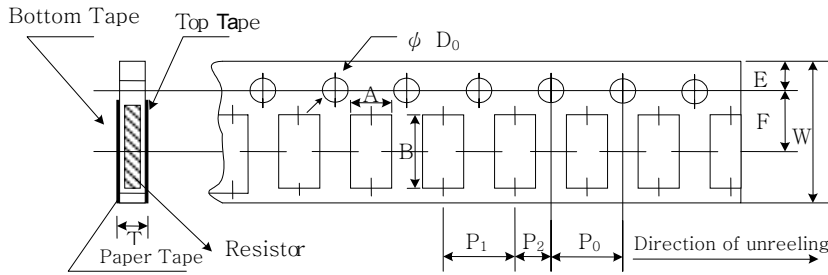 Bottom Tape
Top Tape
ϕ D₀
E
A
F
W
B
T
P₁
P₂
P₀
Direction of unreeling
Resistor
Paper Tape